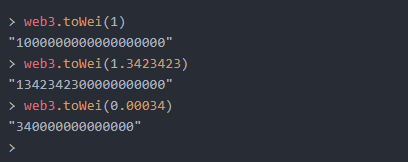 > web3.toWei(1)
"1000000000000000000"
> web3.toWei(1.3423423)
"1342342300000000000"
> web3.toWei(0.00034)
"340000000000000"
>